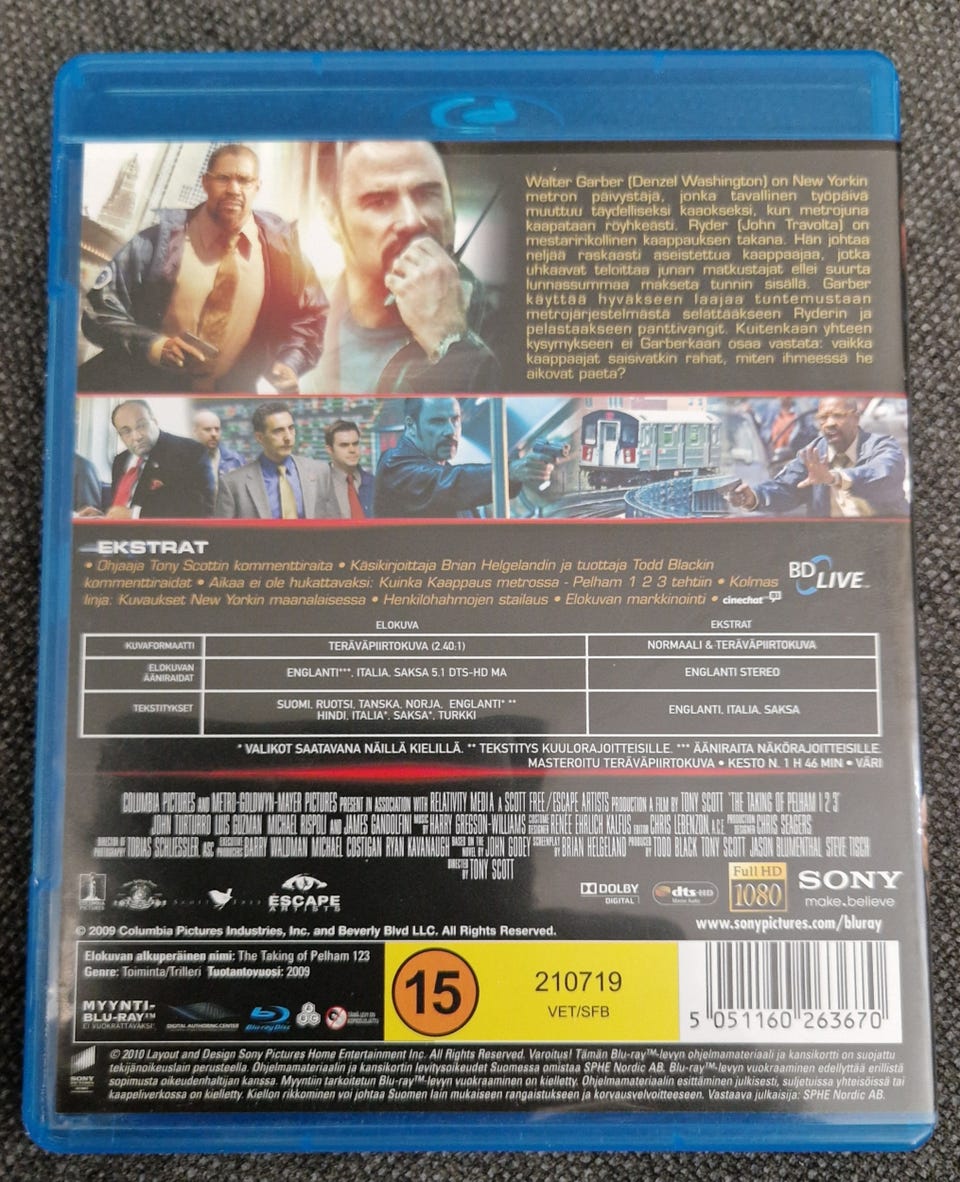 Walter Garber (Denzel Washington) on New Yorkin
metron päivystäjä, jonka tavallinen työpäivä
muuttuu täydelliseksi kaaokseksi, kun metrojuna
kaapataan röyhkeästi. Ryder (John Travolta) on
mestaririkollinen kaappauksen takana. Hän johtaa
neljää raskaasti aseistettua kaappaajaa, jotka
uhkaavat teloittaa junan matkustajat ellei suurta
lunnassummaa makseta tunnin sisällä. Garber
käyttää hyväkseen laajaa tuntemustaan
metrojärjestelmästä selättääkseen Ryderin ja
pelastaakseen panttivangit. Kuitenkaan yhteen
kysymykseen ei Garberkaan osaa vastata: vaikka
kaappaajat saisivatkin rahat, miten ihmeessä he
aikovat paeta?
EKSTRAT
• Ohjaaja Tony Scottin kommenttiraita • Käsikirjoittaja Brian Helgelandin ja tuottaja Todd Blackin
kommenttiraidat • Aikaa ei ole hukattavaksi: Kuinka Kaappaus metrossa - Pelham 1 2 3 tehtiin • Kolmas
linja: Kuvaukset New Yorkin maanalaisessa • Henkilöhahmojen stailaus • Elokuvan markkinointi • cinechat
BD LIVE™
ELOKUVA EKSTRAT
KUVAFORMAATTI TERÄVÄPIIRTOKUVA (2.40:1) NORMAALI & TERÄVÄPIIRTOKUVA
ELOKUVAN
ÄÄNIRAIDAT ENGLANTI***, ITALIA, SAKSA 5.1 DTS-HD MA ENGLANTI STEREO
TEKSTITYKSET SUOMI, RUOTSI, TANSKA, NORJA, ENGLANTI* **
HINDI, ITALIA*, SAKSA*, TURKKI ENGLANTI, ITALIA, SAKSA
* VALIKOT SAATAVANA NÄILLÄ KIELILLÄ. ** TEKSTITYS KUULORAJOITTEISILLE. *** ÄÄNIRAITA NÄKÖRAJOITTEISILLE.
MASTEROITU TERÄVÄPIIRTOKUVA • KESTO N. 1 H 46 MIN • VÄRI
COLUMBIA PICTURES AND METRO-GOLDWYN-MAYER PICTURES PRESENT IN ASSOCIATION WITH RELATIVITY MEDIA A SCOTT FREE/ESCAPE ARTISTS PRODUCTION A FILM BY TONY SCOTT "THE TAKING OF PELHAM 1 2 3"
JOHN TURTURRO LUIS GUZMAN MICHAEL RISPOLI AND JAMES GANDOLFINI MUSIC BY HARRY GREGSON-WILLIAMS COSTUME DESIGNER RENEE EHRLICH KALFUS EDITOR CHRIS LEBENZON, A.C.E. PRODUCTION DESIGNER CHRIS SEAGERS
DIRECTOR OF PHOTOGRAPHY TOBIAS SCHLIESSLER, ASC EXECUTIVE PRODUCERS BARRY WALDMAN MICHAEL COSTIGAN RYAN KAVANAUGH BASED ON THE NOVEL BY JOHN GODEY SCREENPLAY BY BRIAN HELGELAND PRODUCED BY TODD BLACK TONY SCOTT JASON BLUMENTHAL STEVE TISCH
DIRECTED BY TONY SCOTT
COLUMBIA PICTURES
Scott Free
ESCAPE
ARTISTS
DOLBY
DIGITAL
dts-HD
Master Audio
Full HD
1080
SONY
make.believe
www.sonypictures.com/bluray
© 2009 Columbia Pictures Industries, Inc. and Beverly Blvd LLC. All Rights Reserved.
Elokuvan alkuperäinen nimi: The Taking of Pelham 123
Genre: Toiminta/Trilleri Tuotantovuosi: 2009
MYYNTI-
BLU-RAY™
EI VUOKRATTAVAKSI
DIGITAL AUTHORING CENTER
Blu-ray Disc
15
210719
VET/SFB
5 051160 263670
SONY
PICTURES
© 2010 Layout and Design Sony Pictures Home Entertainment Inc. All Rights Reserved. Varoitus! Tämän Blu-ray™-levyn ohjelmamateriaali ja kansikortti on suojattu
tekijänoikeuslain perusteella. Ohjelmamateriaalin ja kansikortin levitysoikeudet Suomessa omistaa SPHE Nordic AB. Blu-ray™-levyn vuokraaminen edellyttää erillistä
sopimusta oikeudenhaltijan kanssa. Myyntiin tarkoitetun Blu-ray™-levyn vuokraaminen on kielletty. Ohjelmamateriaalin esittäminen julkisesti, suljetuissa yhteisöissä tai
kaapeliverkossa on kielletty. Kiellon rikkominen voi johtaa Suomen lain mukaiseen rangaistukseen ja korvausvelvoitteeseen. Vastaava julkaisija: SPHE Nordic AB.